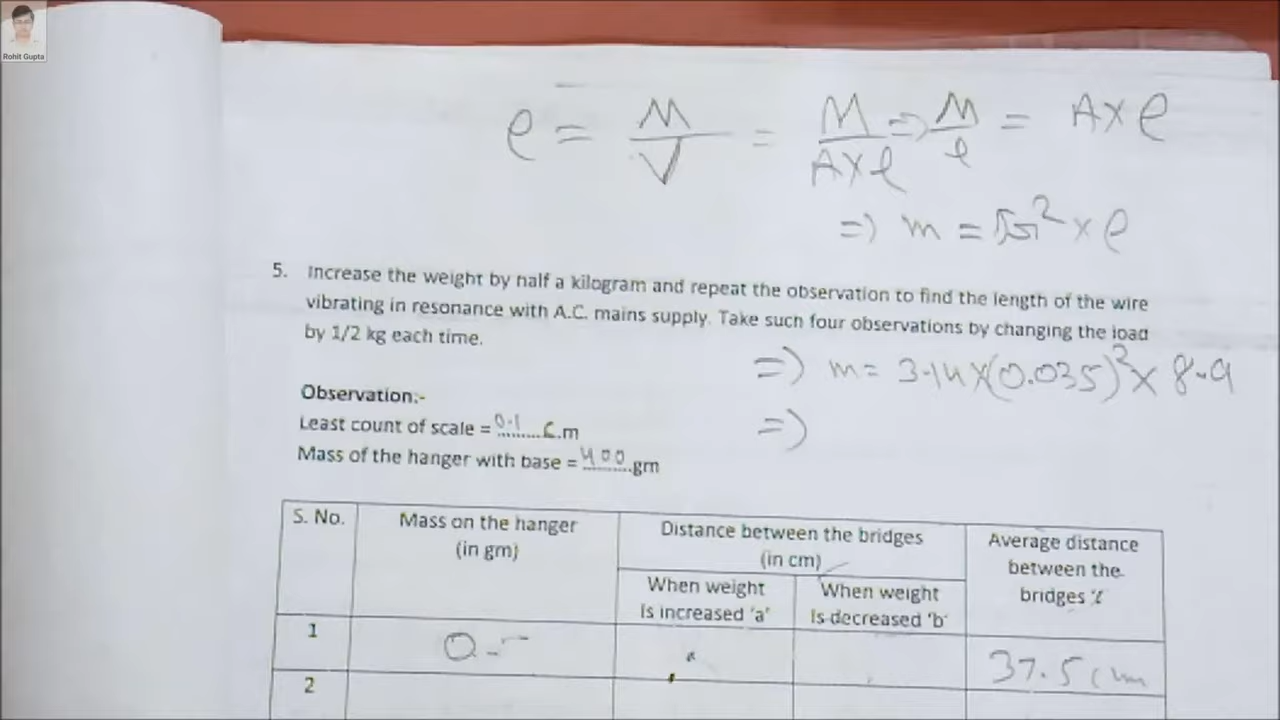 Rohit Gupta
ρ = M/V = M/A×l => M/l = A×ρ
=> m = πr² × ρ
5. Increase the weight by half a kilogram and repeat the observation to find the length of the wire
vibrating in resonance with A.C. mains supply. Take such four observations by changing the load
by 1/2 kg each time.
=> m = 3.14×(0.035)² × 8.9
Observation:-
Least count of scale = 0.1 c.m
=>
Mass of the hanger with base = 400 gm
S. No. Mass on the hanger Distance between the bridges Average distance
(in gm) (in cm) between the
bridges 'l'
When weight When weight
is increased 'a' is decreased 'b'
1 0.5 37.5 cm
2